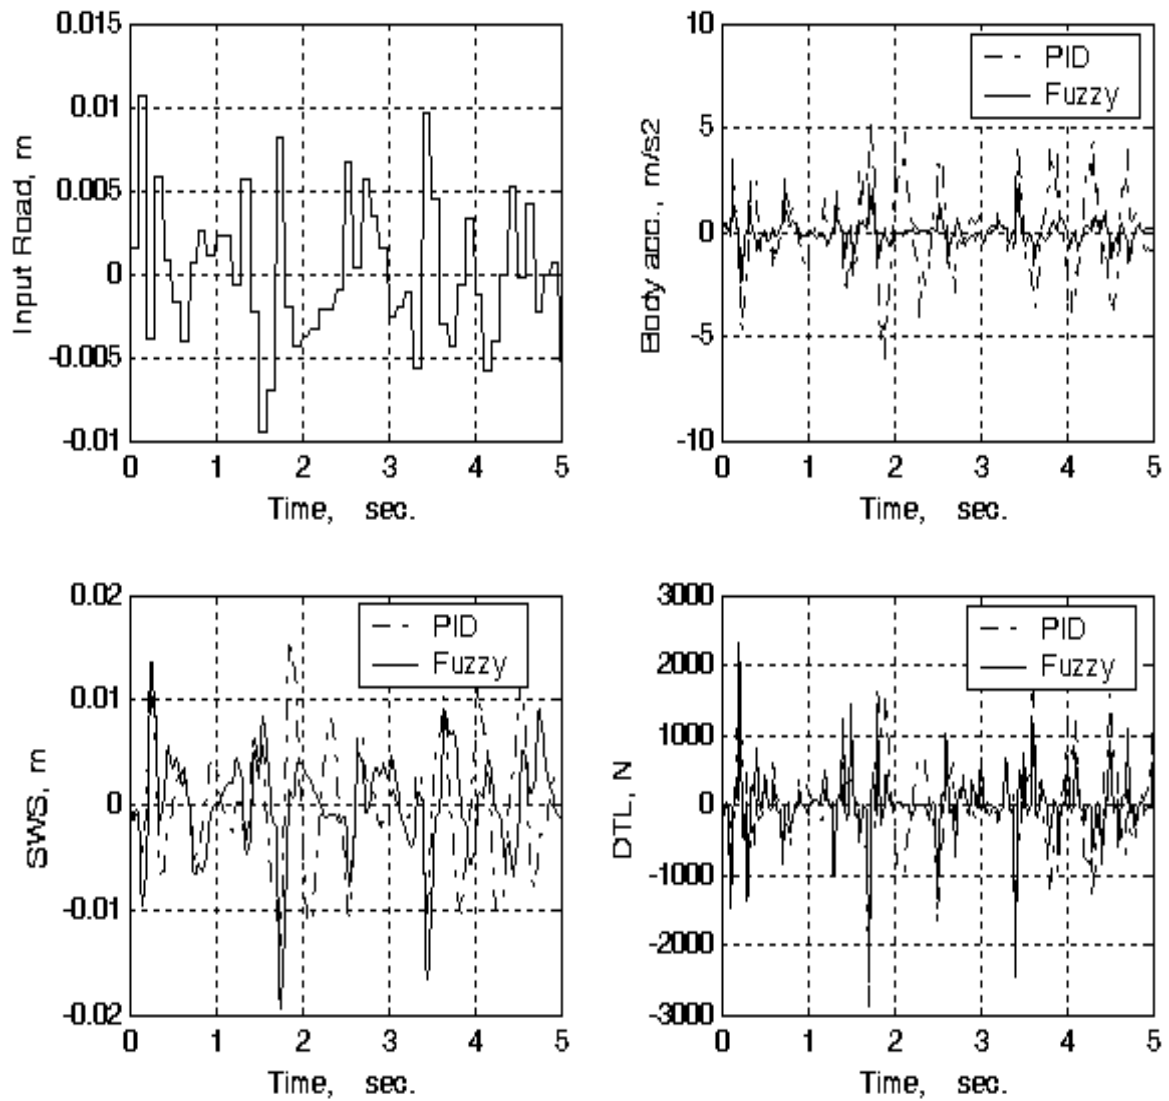 0.015
0.01
0.005
0
-0.005
-0.01
Input Road, m
0 1 2 3 4 5
Time, sec.
10
5
0
-5
-10
Body acc., m/s2
PID
Fuzzy
0 1 2 3 4 5
Time, sec.
0.02
0.01
0
-0.01
-0.02
SWS, m
PID
Fuzzy
0 1 2 3 4 5
Time, sec.
3000
2000
1000
0
-1000
-2000
-3000
DTL, N
PID
Fuzzy
0 1 2 3 4 5
Time, sec.